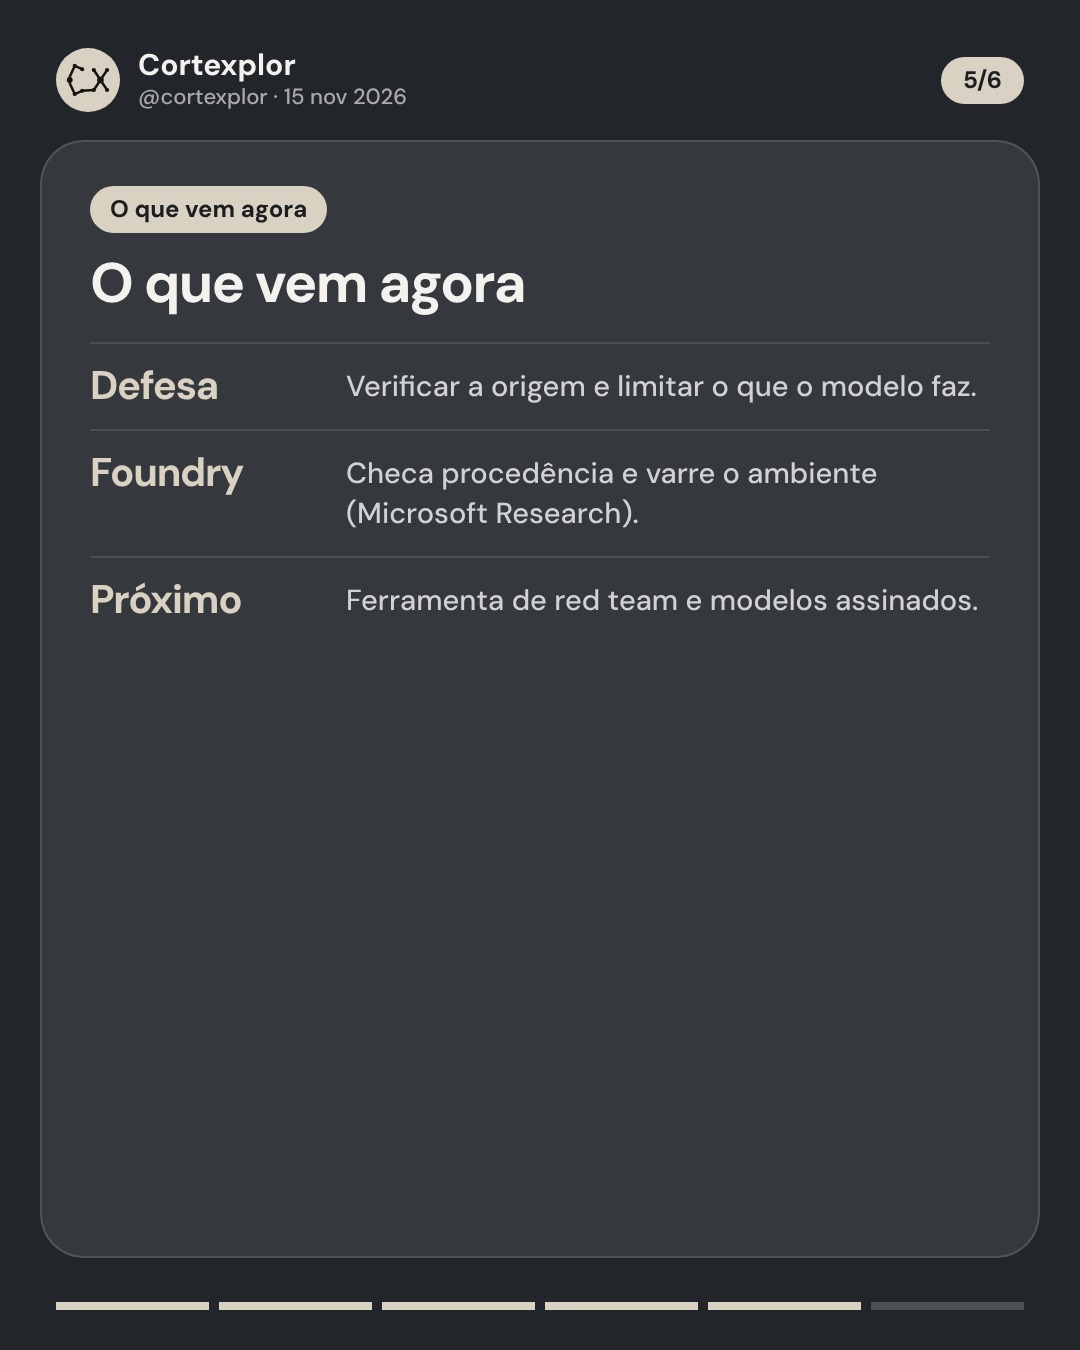 Cortexplor
@cortexplor · 15 nov 2026
5/6
O que vem agora
O que vem agora
Defesa
Verificar a origem e limitar o que o modelo faz.
Foundry
Checa procedência e varre o ambiente
(Microsoft Research).
Próximo
Ferramenta de red team e modelos assinados.